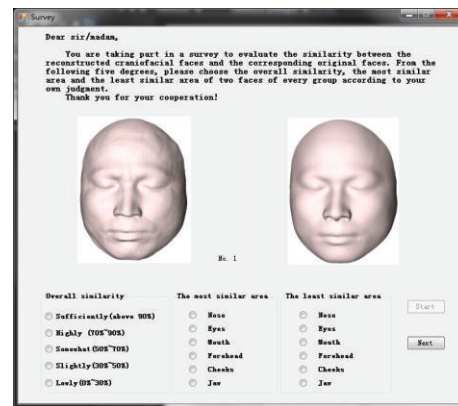 Survey
Dear sir/madam,
You are taking part in a survey to evaluate the similarity between the
reconstructed craniofacial faces and the corresponding original faces. From the
following five degrees, please choose the overall similarity, the most similar
area and the least similar area of two faces of every group according to your
own judgment.
Thank you for your cooperation!
No. 1
Overall similarity
Sufficiently(above 90%)
Highly (70%~90%)
Somewhat(50%~70%)
Slightly(30%~50%)
Lowly(0%~30%)
The most similar area
Nose
Eyes
Mouth
Forehead
Cheeks
Jaw
The least similar area
Nose
Eyes
Mouth
Forehead
Cheeks
Jaw
Start
Next